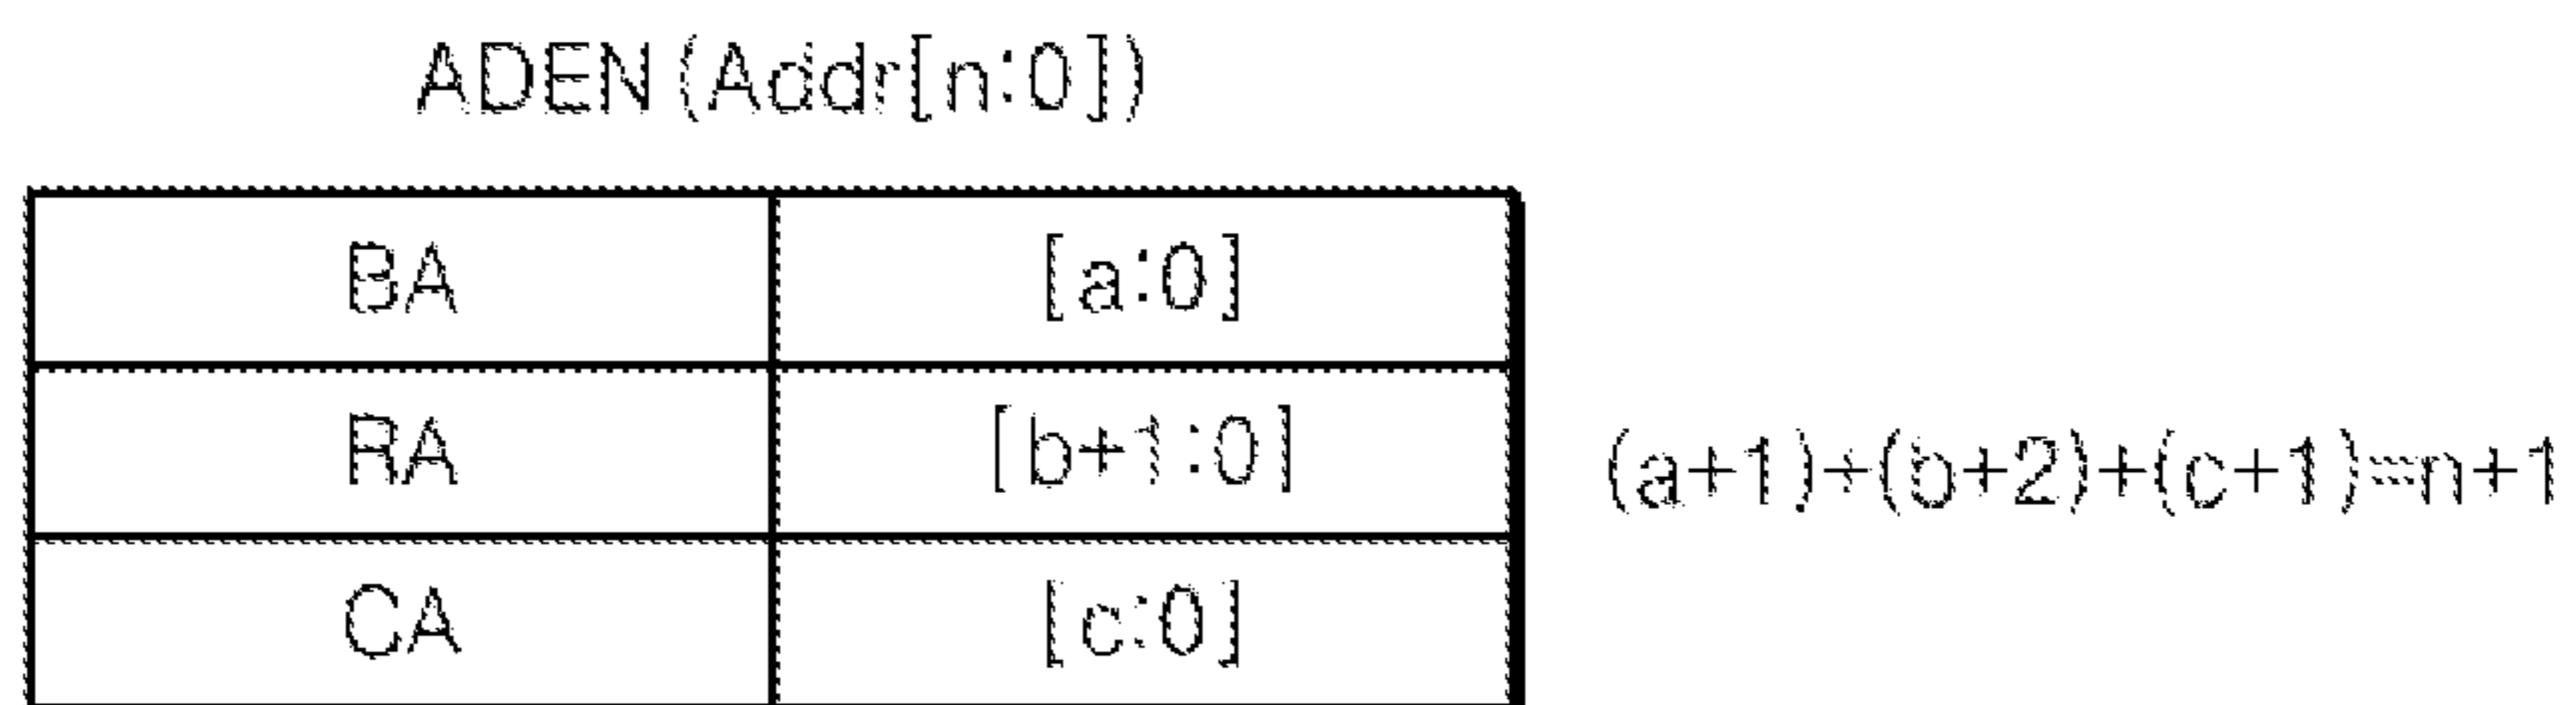 ADEN(Addr[n:0])
BA [a:0]
RA [b+1:0]
(a+1)+(b+2)+(c+1)=n+1
CA [c:0]